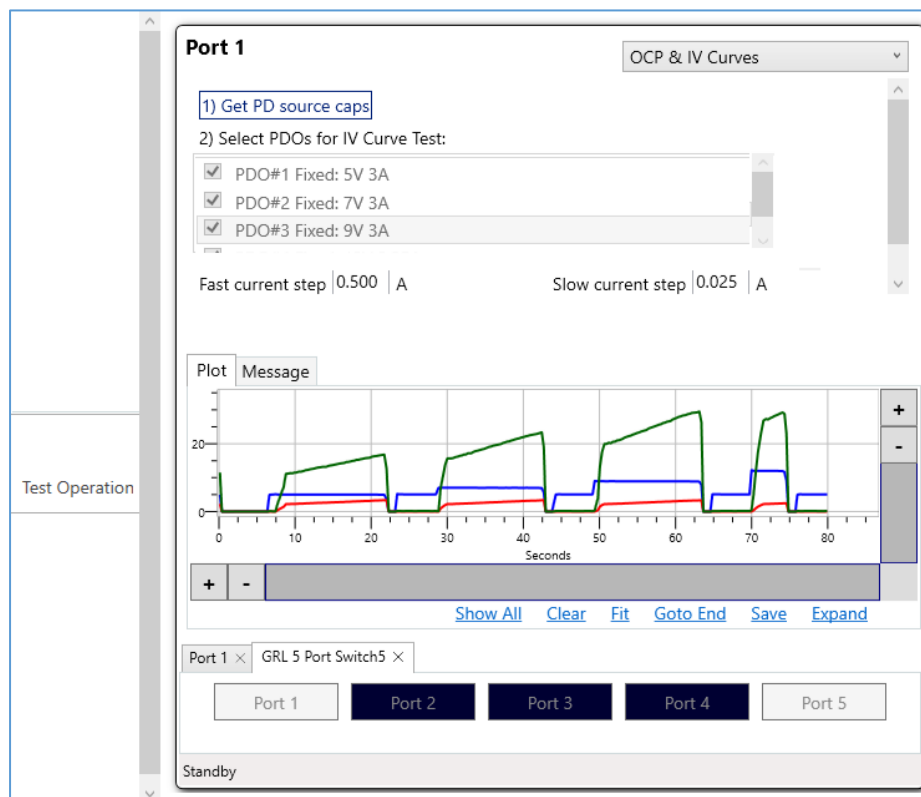 Port 1
OCP & IV Curves
1) Get PD source caps
2) Select PDOs for IV Curve Test:
PDO#1 Fixed: 5V 3A
PDO#2 Fixed: 7V 3A
PDO#3 Fixed: 9V 3A
Fast current step 0.500 A Slow current step 0.025 A
Plot Message
+
20
-
Test Operation
0
0 10 20 30 40 50 60 70 80
Seconds
+ -
Show All Clear Fit Goto End Save Expand
Port 1 × GRL 5 Port Switch5 ×
Port 1 Port 2 Port 3 Port 4 Port 5
Standby